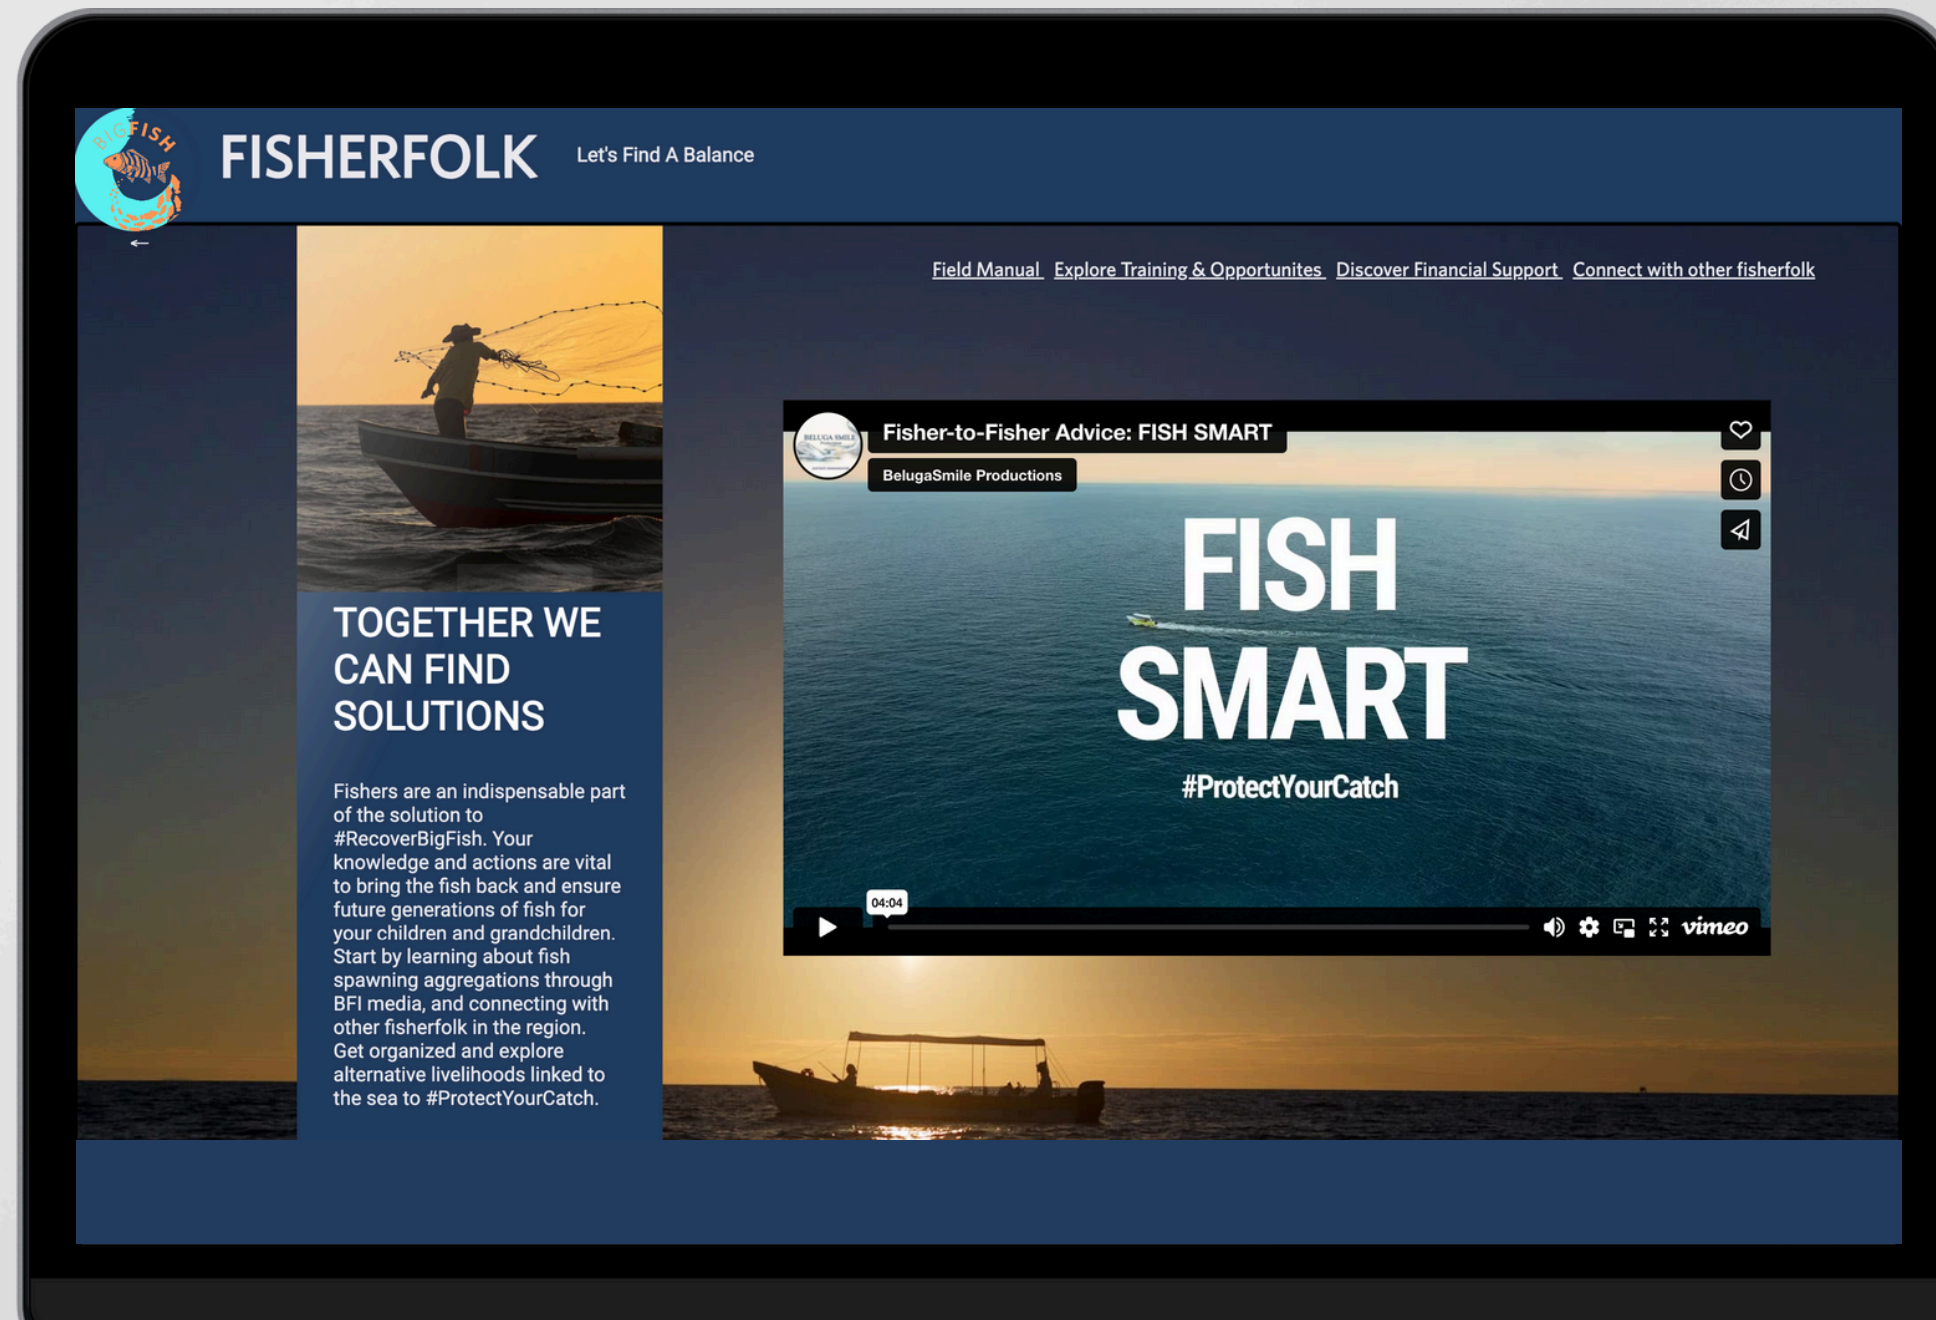 BIGFISH
FISHERFOLK
Let's Find A Balance
←
Field Manual Explore Training & Opportunites Discover Financial Support Connect with other fisherfolk
TOGETHER WE
CAN FIND
SOLUTIONS
Fishers are an indispensable part
of the solution to
#RecoverBigFish. Your
knowledge and actions are vital
to bring the fish back and ensure
future generations of fish for
your children and grandchildren.
Start by learning about fish
spawning aggregations through
BFI media, and connecting with
other fisherfolk in the region.
Get organized and explore
alternative livelihoods linked to
the sea to #ProtectYourCatch.
BELUGA SMILE
Fisher-to-Fisher Advice: FISH SMART
BelugaSmile Productions
FISH
SMART
#ProtectYourCatch
04:04
vimeo